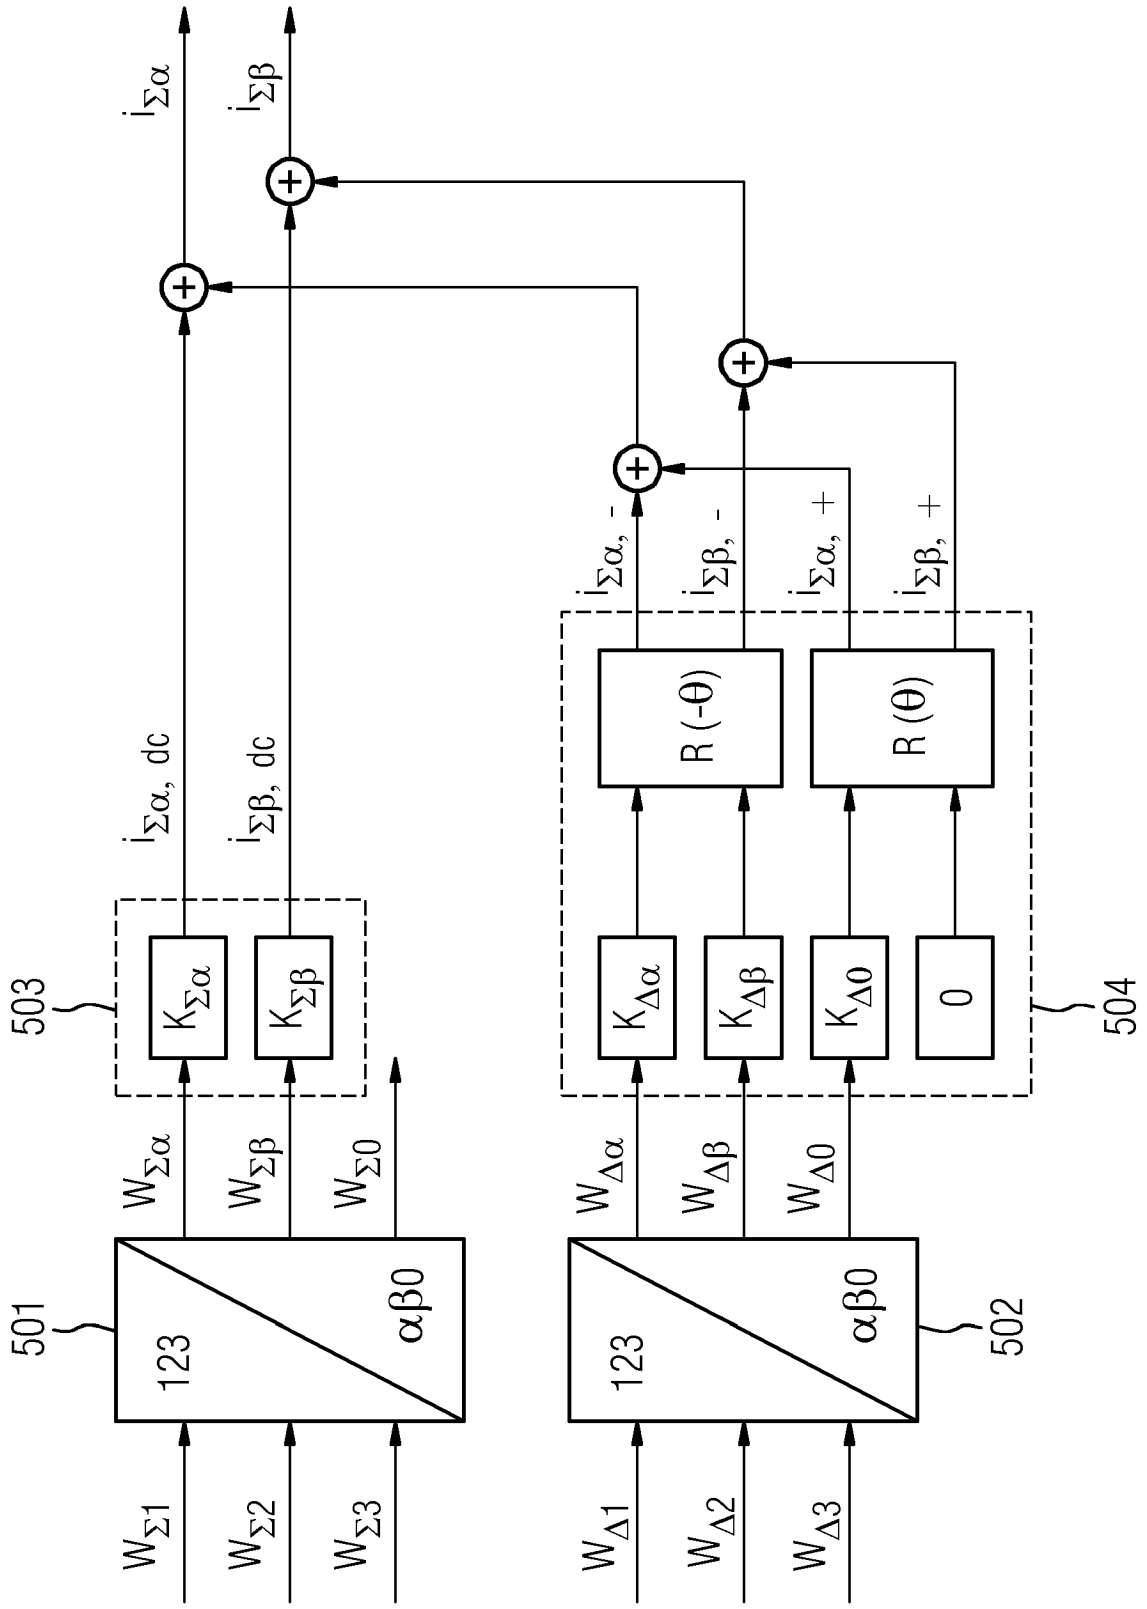 501
503
W_Σ1
W_Σ2
W_Σ3
123
αβ0
W_Σα
W_Σβ
W_Σ0
K_Σα
K_Σβ
i_Σα, dc
i_Σβ, dc
+
+
i_Σα
i_Σβ
W_Δ1
W_Δ2
W_Δ3
123
αβ0
502
W_Δα
W_Δβ
W_Δ0
K_Δα
K_Δβ
K_Δ0
0
504
R (-θ)
R (θ)
i_Σα, -
i_Σβ, -
i_Σα, +
i_Σβ, +
+
+